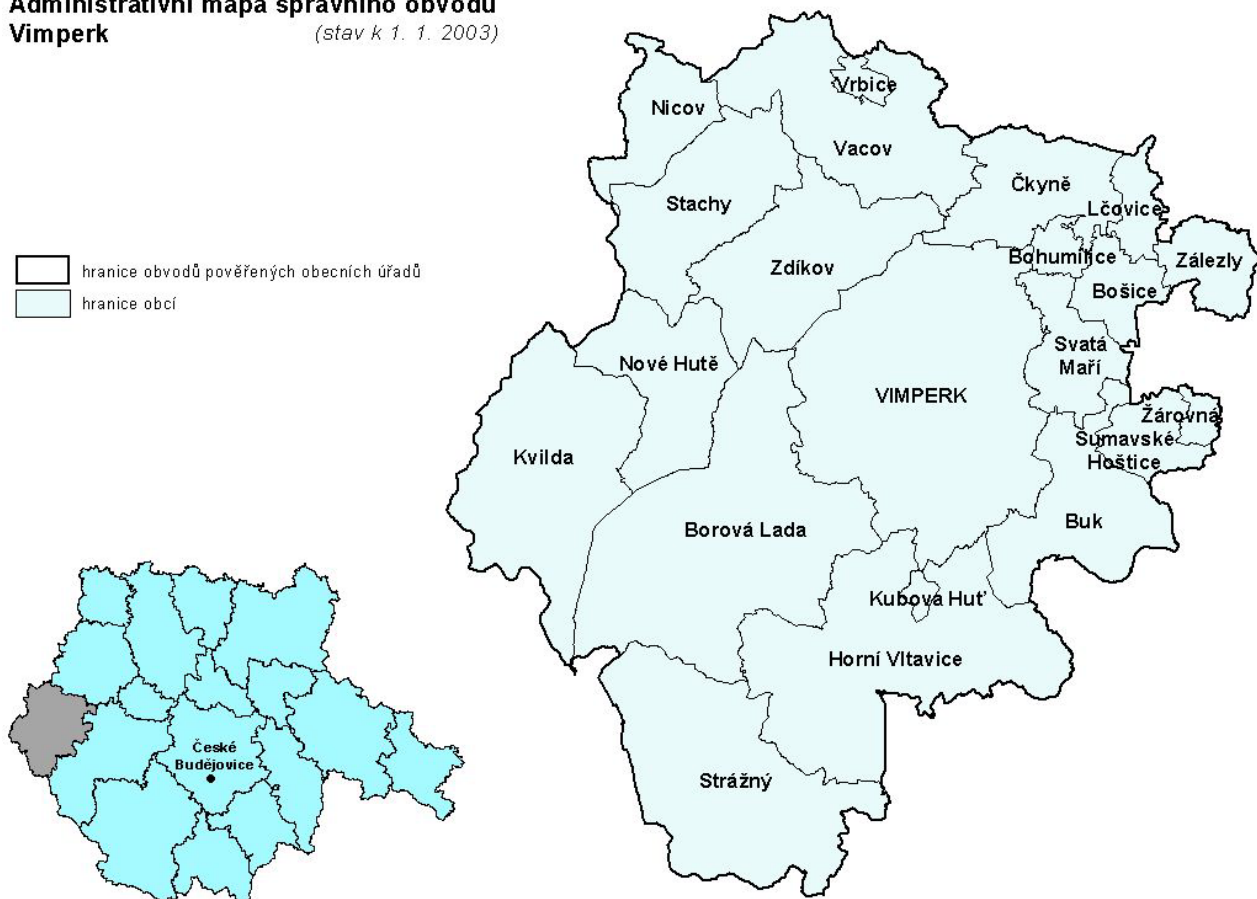 Administrativní mapa správního obvodu
Vimperk (stav k 1. 1. 2003)
hranice obvodů pověřených obecních úřadů
hranice obcí
Vrbice
Nicov
Vacov
Čkyně
Stachy
Lčovice
Bohumilice
Zálezly
Zdíkov
Bošice
Svatá
Maří
Nové Hutě
VIMPERK
Žárovná
Šumavské
Hoštice
Kvilda
Buk
Borová Lada
Kubova Huť
Horní Vltavice
Strážný
České
Budějovice